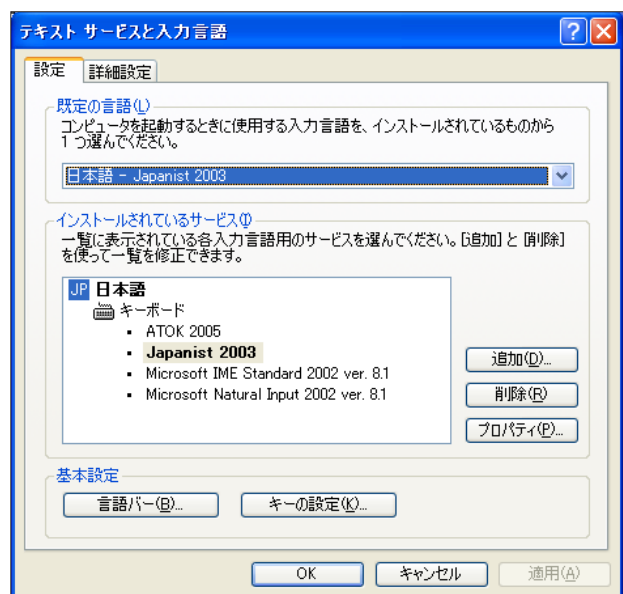 テキスト サービスと入力言語
設定
詳細設定
既定の言語(L)
コンピュータを起動するときに使用する入力言語を、インストールされているものから
1 つ選んでください。
日本語 - Japanist 2003
インストールされているサービス(I)
一覧に表示されている各入力言語用のサービスを選んでください。[追加] と [削除]
を使って一覧を修正できます。
JP 日本語
キーボード
ATOK 2005
Japanist 2003
Microsoft IME Standard 2002 ver. 8.1
Microsoft Natural Input 2002 ver. 8.1
追加(D)...
削除(R)
プロパティ(P)...
基本設定
言語バー(B)...
キーの設定(K)...
OK
キャンセル
適用(A)